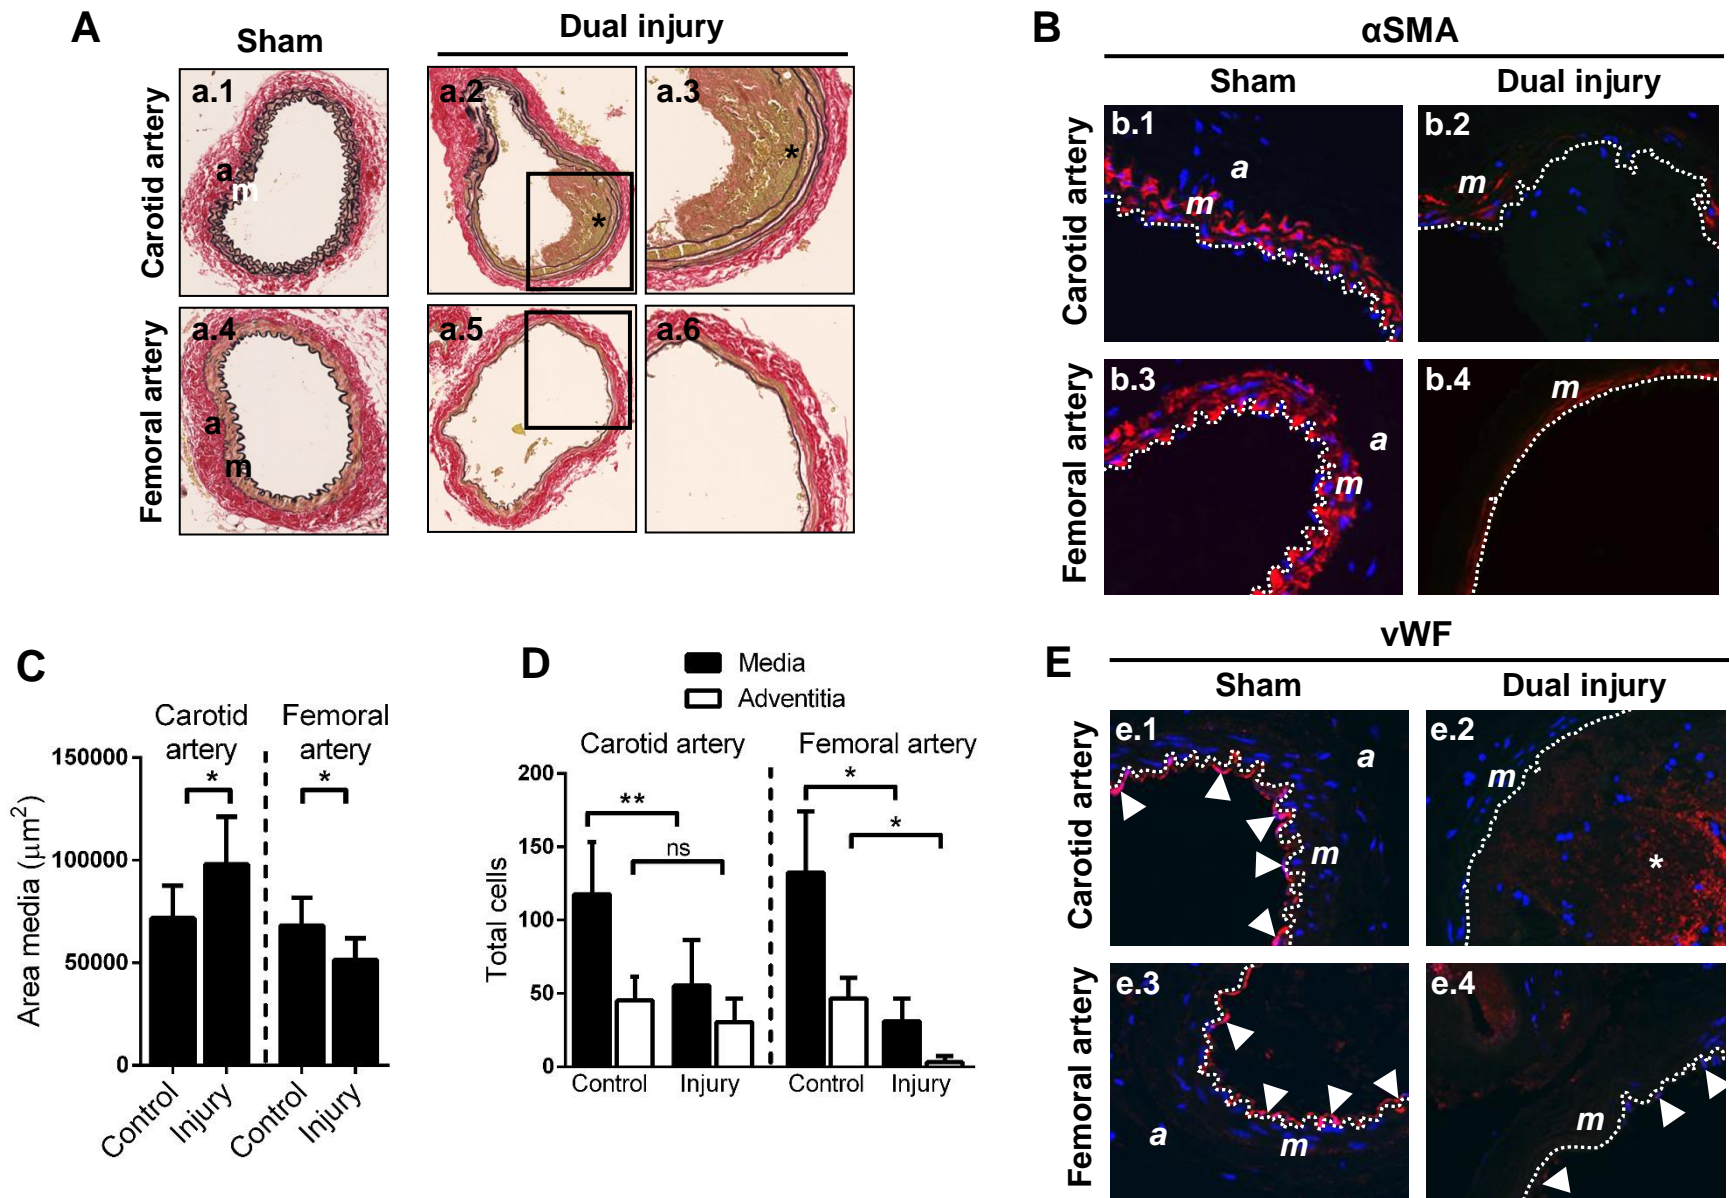 A
Sham
Dual injury
Carotid artery
a.1
a
m
a.2
*
a.3
*
Femoral artery
a.4
a
m
a.5
a.6
B
αSMA
Sham
Dual injury
Carotid artery
b.1
a
m
b.2
m
Femoral artery
b.3
a
m
b.4
m
C
Carotid artery
Femoral artery
Area media (μm²)
150000
100000
50000
0
*
*
Control
Injury
Control
Injury
D
Media
Adventitia
Carotid artery
Femoral artery
Total cells
200
150
100
50
0
**
ns
*
*
Control
Injury
Control
Injury
E
vWF
Sham
Dual injury
Carotid artery
e.1
a
m
e.2
m
*
Femoral artery
e.3
a
m
e.4
m